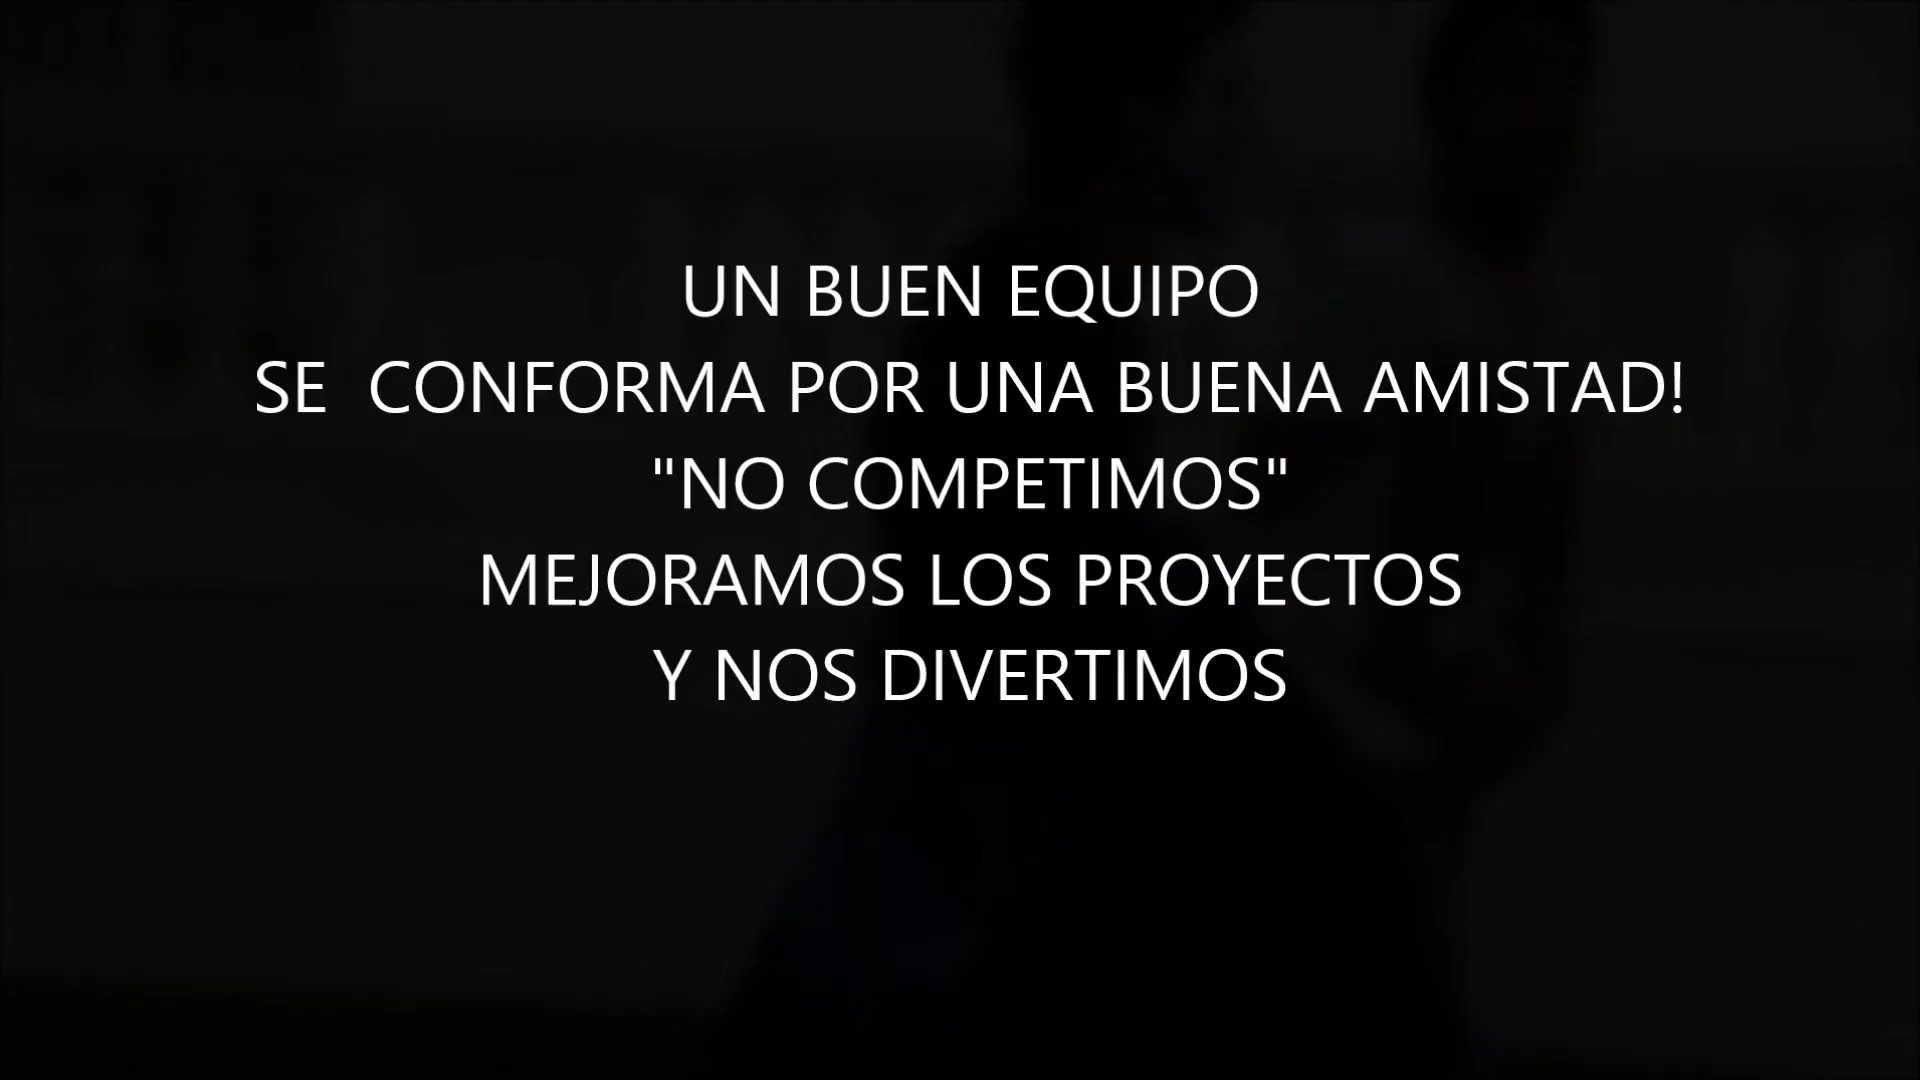 UN BUEN EQUIPO
SE  CONFORMA POR UNA BUENA AMISTAD!
"NO COMPETIMOS"
MEJORAMOS LOS PROYECTOS
Y NOS DIVERTIMOS